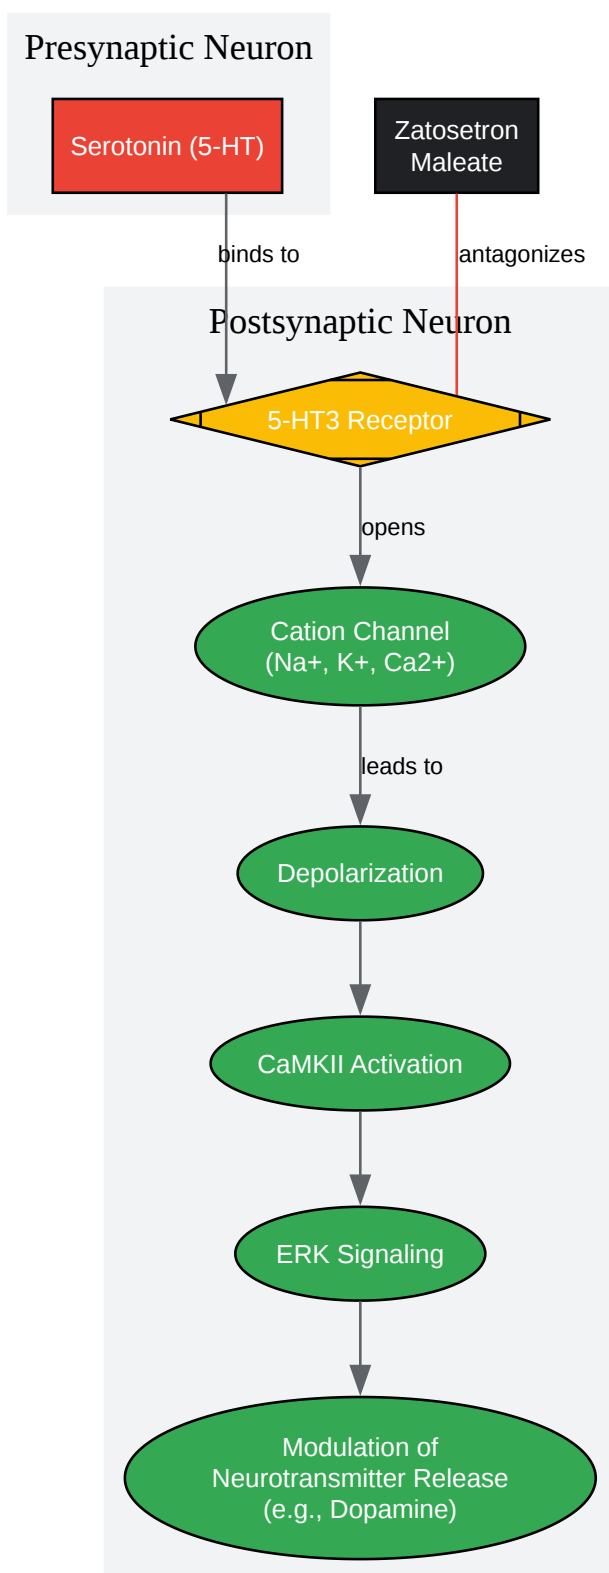 Presynaptic Neuron
Serotonin (5-HT)
Zatosetron
Maleate
binds to
antagonizes
Postsynaptic Neuron
5-HT3 Receptor
opens
Cation Channel
(Na+, K+, Ca2+)
leads to
Depolarization
CaMKII Activation
ERK Signaling
Modulation of
Neurotransmitter Release
(e.g., Dopamine)